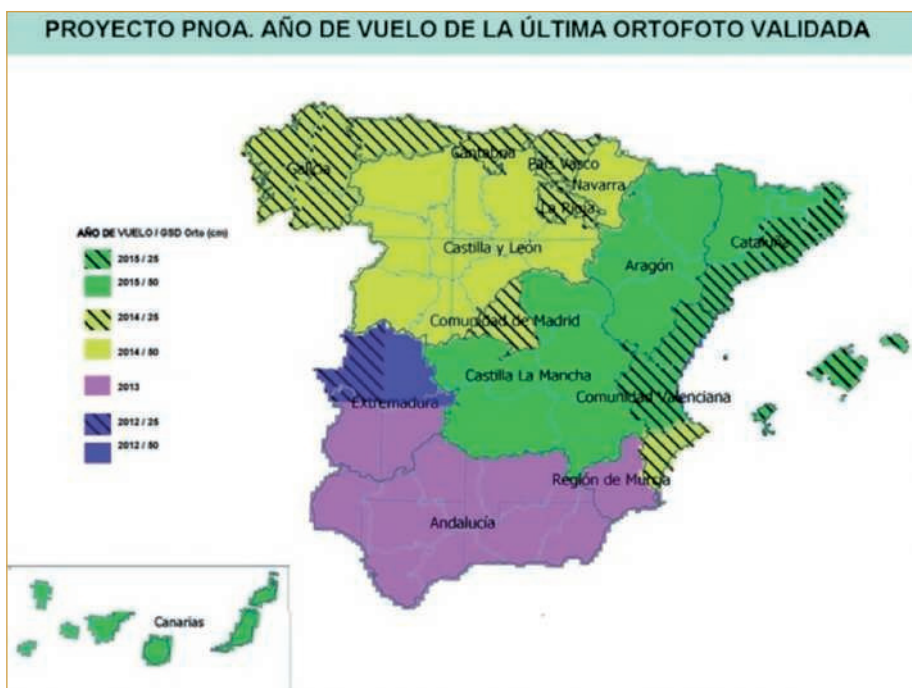 PROYECTO PNOA. AÑO DE VUELO DE LA ÚLTIMA ORTOFOTO VALIDADA
Cantabria
País Vasco
Galicia
Navarra
La Rioja
AÑO DE VUELO / GSD Orto (cm)
2015 / 25
2015 / 50
2014 / 25
2014 / 50
2013
2012 / 25
2012 / 50
Cataluña
Castilla y León
Aragón
Comunidad de Madrid
Castilla La Mancha
Comunidad Valenciana
Extremadura
Región de Murcia
Andalucía
Canarias